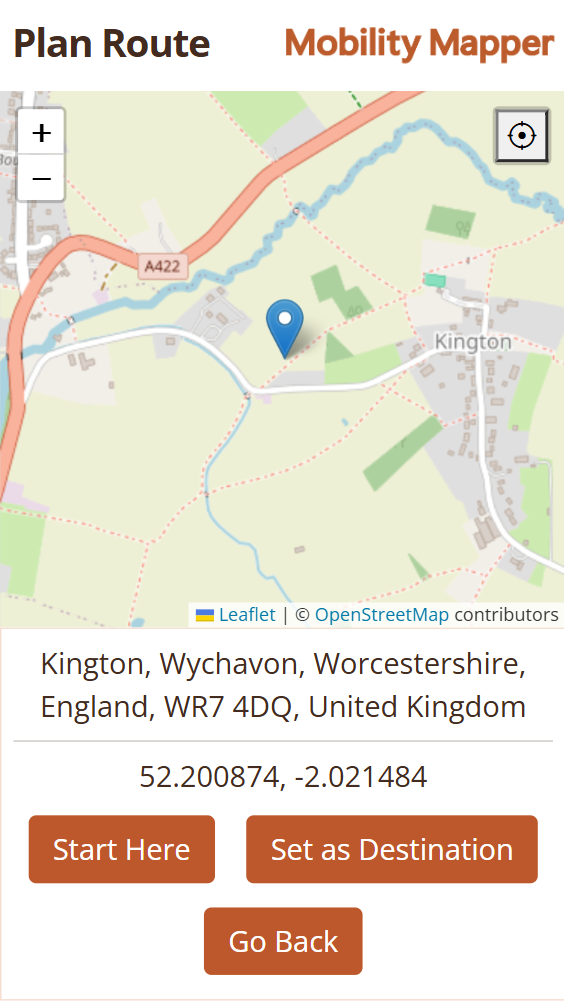 Plan Route
Mobility Mapper
+
−
A422
Kington
Leaflet | © OpenStreetMap contributors
Kington, Wychavon, Worcestershire,
England, WR7 4DQ, United Kingdom
52.200874, -2.021484
Start Here
Set as Destination
Go Back